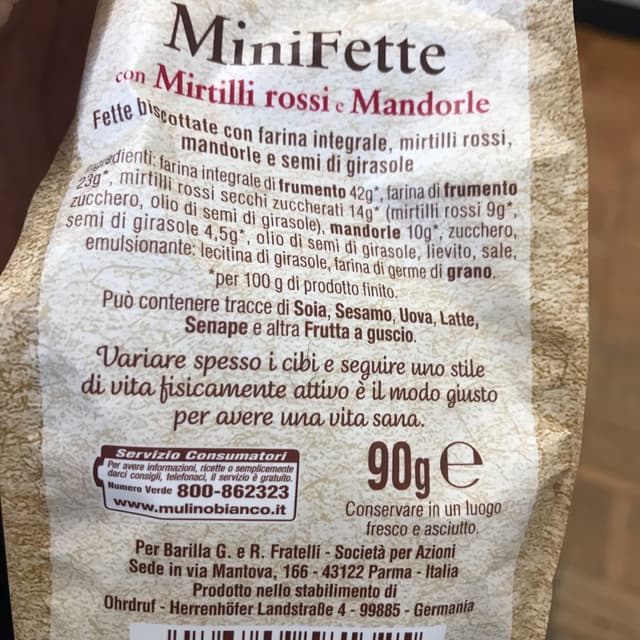 MiniFette
con Mirtilli rossi e Mandorle
Fette biscottate con farina integrale, mirtilli rossi,
mandorle e semi di girasole
Ingredienti: farina integrale di frumento 42g*, farina di frumento
23g*, mirtilli rossi secchi zuccherati 14g* (mirtilli rossi 9g*,
zucchero, olio di semi di girasole), mandorle 10g*, zucchero,
semi di girasole 4,5g*, olio di semi di girasole, lievito, sale,
emulsionante: lecitina di girasole, farina di germe di grano.
*per 100 g di prodotto finito.
Può contenere tracce di Soia, Sesamo, Uova, Latte,
Senape e altra Frutta a guscio.
Variare spesso i cibi e seguire uno stile
di vita fisicamente attivo è il modo giusto
per avere una vita sana.
Servizio Consumatori
Per avere informazioni, ricette o semplicemente
darci consigli, telefonaci, il servizio è gratuito.
Numero Verde 800-862323
www.mulinobianco.it
90g e
Conservare in un luogo
fresco e asciutto.
Per Barilla G. e R. Fratelli - Società per Azioni
Sede in via Mantova, 166 - 43122 Parma - Italia
Prodotto nello stabilimento di
Ohrdruf - Herrenhöfer Landstraße 4 - 99885 - Germania